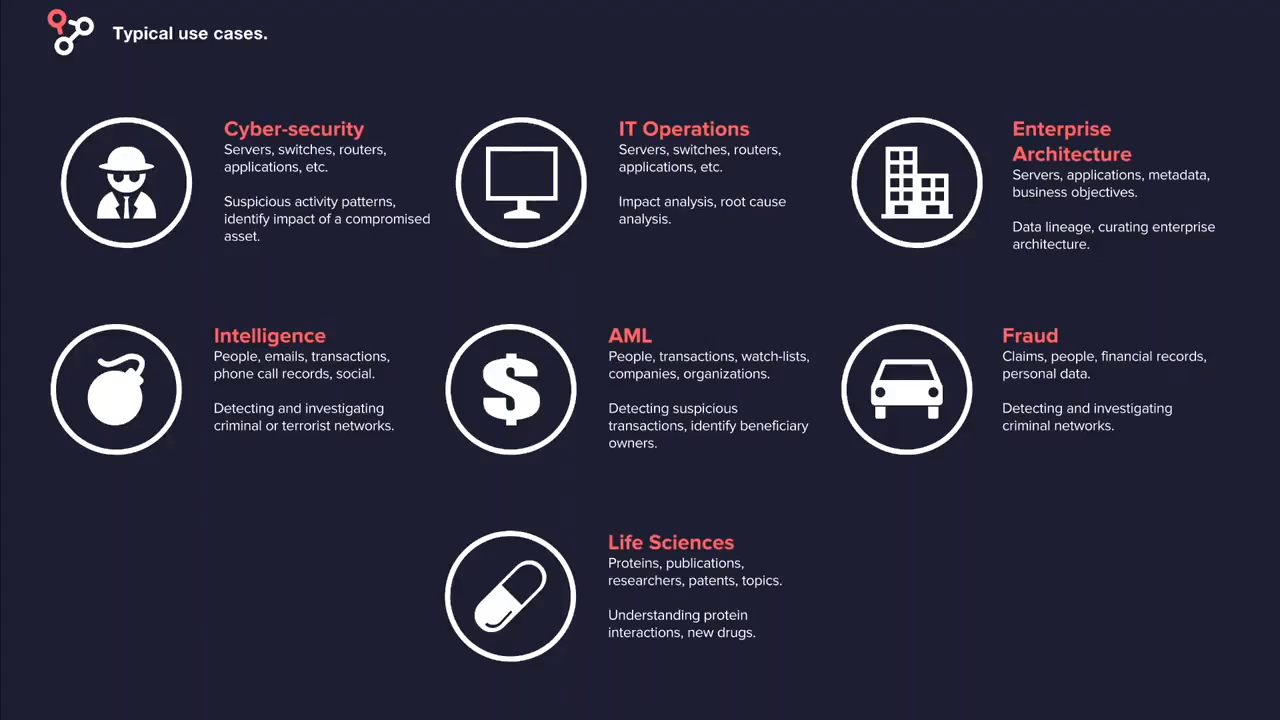 Typical use cases.
Cyber-security
Servers, switches, routers,
applications, etc.
Suspicious activity patterns,
identify impact of a compromised
asset.
IT Operations
Servers, switches, routers,
applications, etc.
Impact analysis, root cause
analysis.
Enterprise
Architecture
Servers, applications, metadata,
business objectives.
Data lineage, curating enterprise
architecture.
Intelligence
People, emails, transactions,
phone call records, social.
Detecting and investigating
criminal or terrorist networks.
AML
People, transactions, watch-lists,
companies, organizations.
Detecting suspicious
transactions, identify beneficiary
owners.
Fraud
Claims, people, financial records,
personal data.
Detecting and investigating
criminal networks.
Life Sciences
Proteins, publications,
researchers, patents, topics.
Understanding protein
interactions, new drugs.